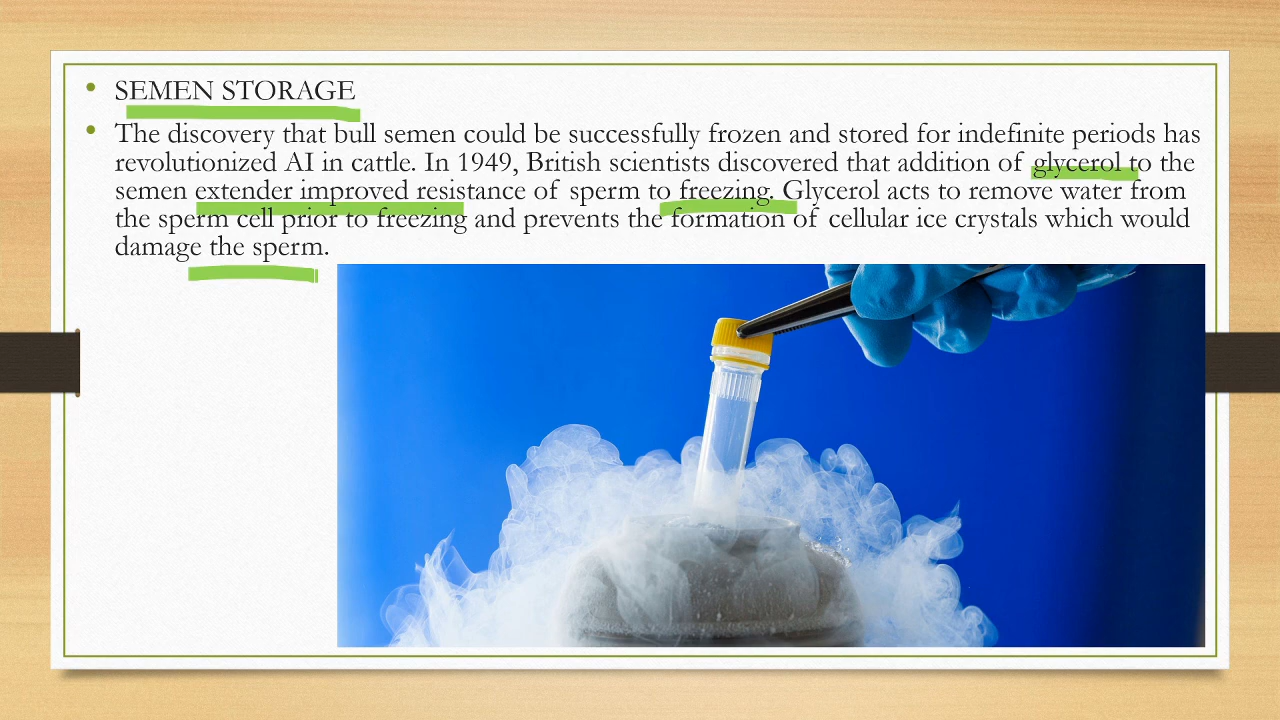 • SEMEN STORAGE
• The discovery that bull semen could be successfully frozen and stored for indefinite periods has
revolutionized AI in cattle. In 1949, British scientists discovered that addition of glycerol to the
semen extender improved resistance of sperm to freezing. Glycerol acts to remove water from
the sperm cell prior to freezing and prevents the formation of cellular ice crystals which would
damage the sperm.